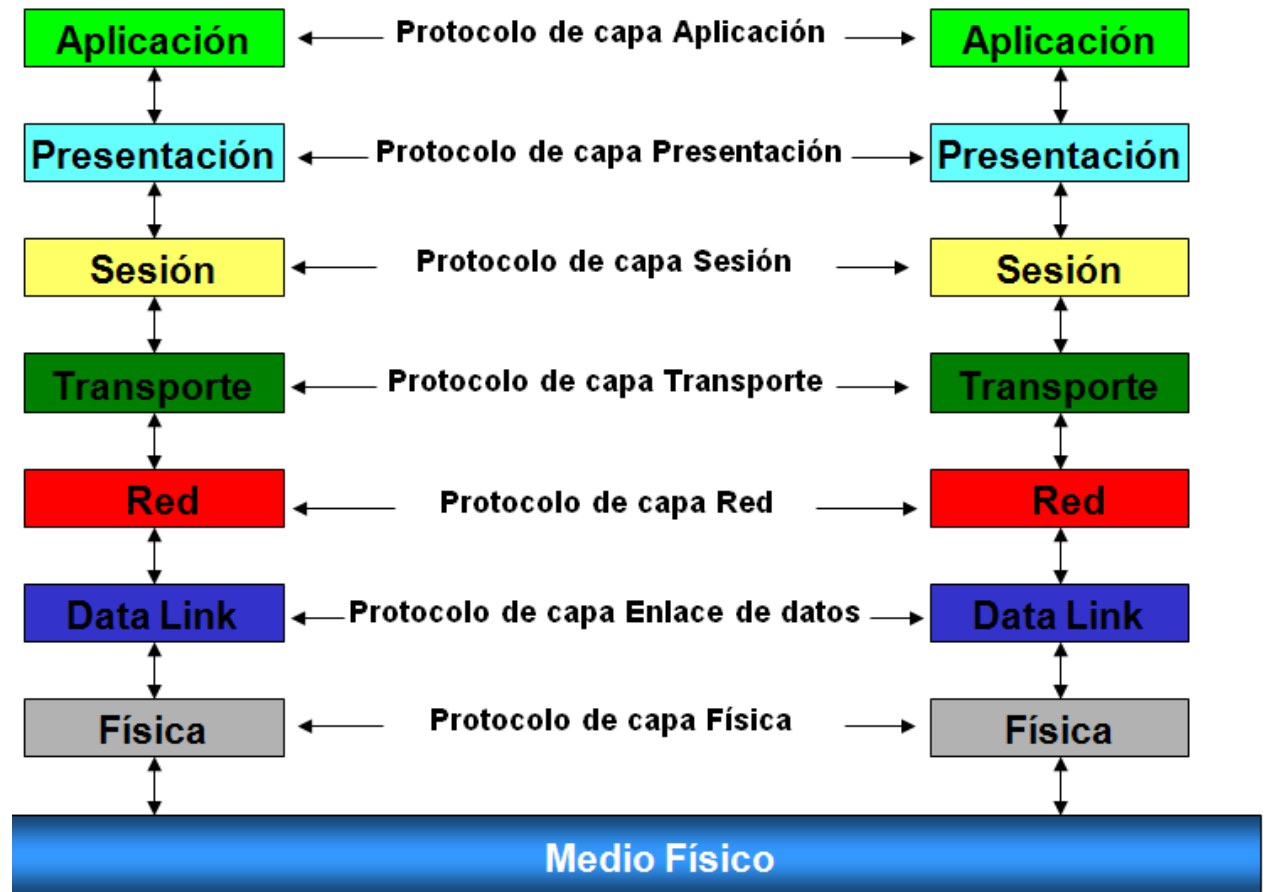 Aplicación Protocolo de capa Aplicación Aplicación
Presentación Protocolo de capa Presentación Presentación
Sesión Protocolo de capa Sesión Sesión
Transporte Protocolo de capa Transporte Transporte
Red Protocolo de capa Red Red
Data Link Protocolo de capa Enlace de datos Data Link
Física Protocolo de capa Física Física
Medio Físico